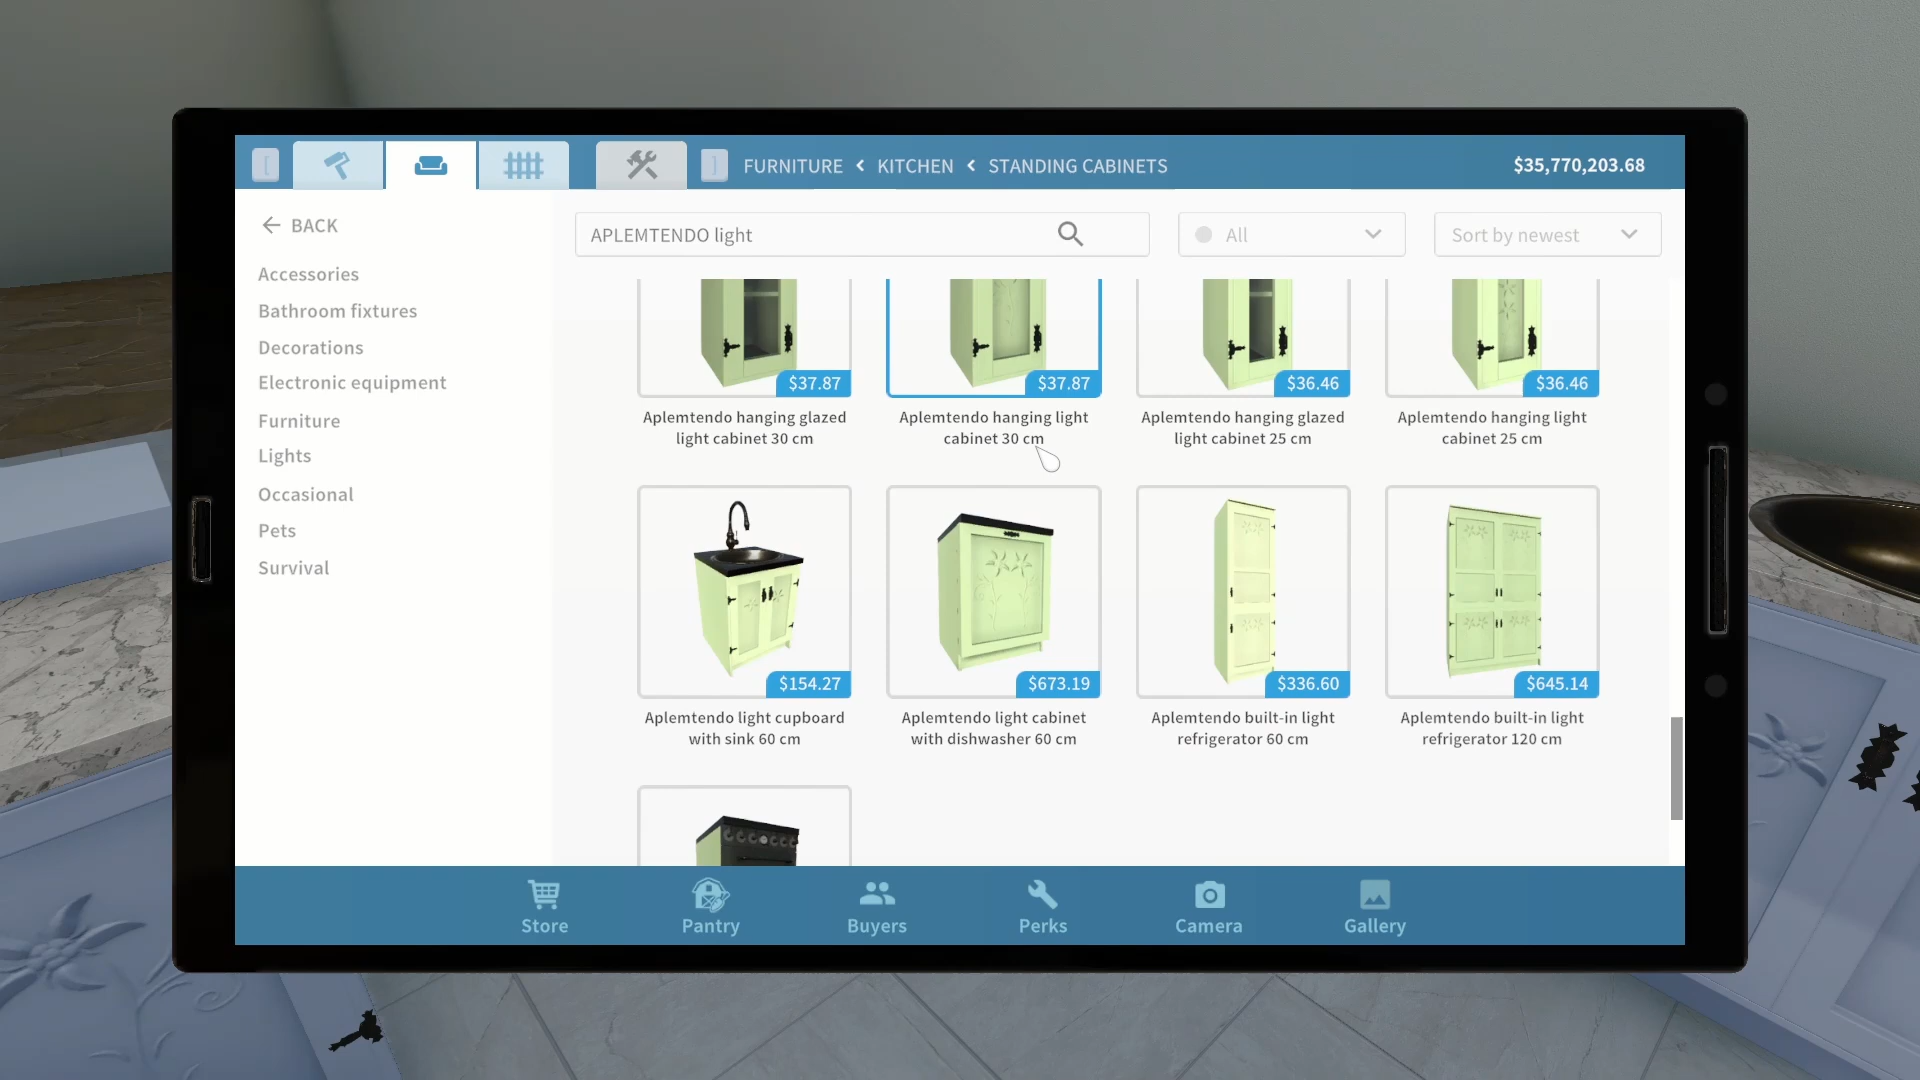 [
]
FURNITURE < KITCHEN < STANDING CABINETS
$35,770,203.68
BACK
APLEMTENDO light
All
Sort by newest
Accessories
Bathroom fixtures
Decorations
Electronic equipment
Furniture
Lights
Occasional
Pets
Survival
$37.87
$37.87
$36.46
$36.46
Aplemtendo hanging glazed
light cabinet 30 cm
Aplemtendo hanging light
cabinet 30 cm
Aplemtendo hanging glazed
light cabinet 25 cm
Aplemtendo hanging light
cabinet 25 cm
$154.27
$673.19
$336.60
$645.14
Aplemtendo light cupboard
with sink 60 cm
Aplemtendo light cabinet
with dishwasher 60 cm
Aplemtendo built-in light
refrigerator 60 cm
Aplemtendo built-in light
refrigerator 120 cm
Store
Pantry
Buyers
Perks
Camera
Gallery